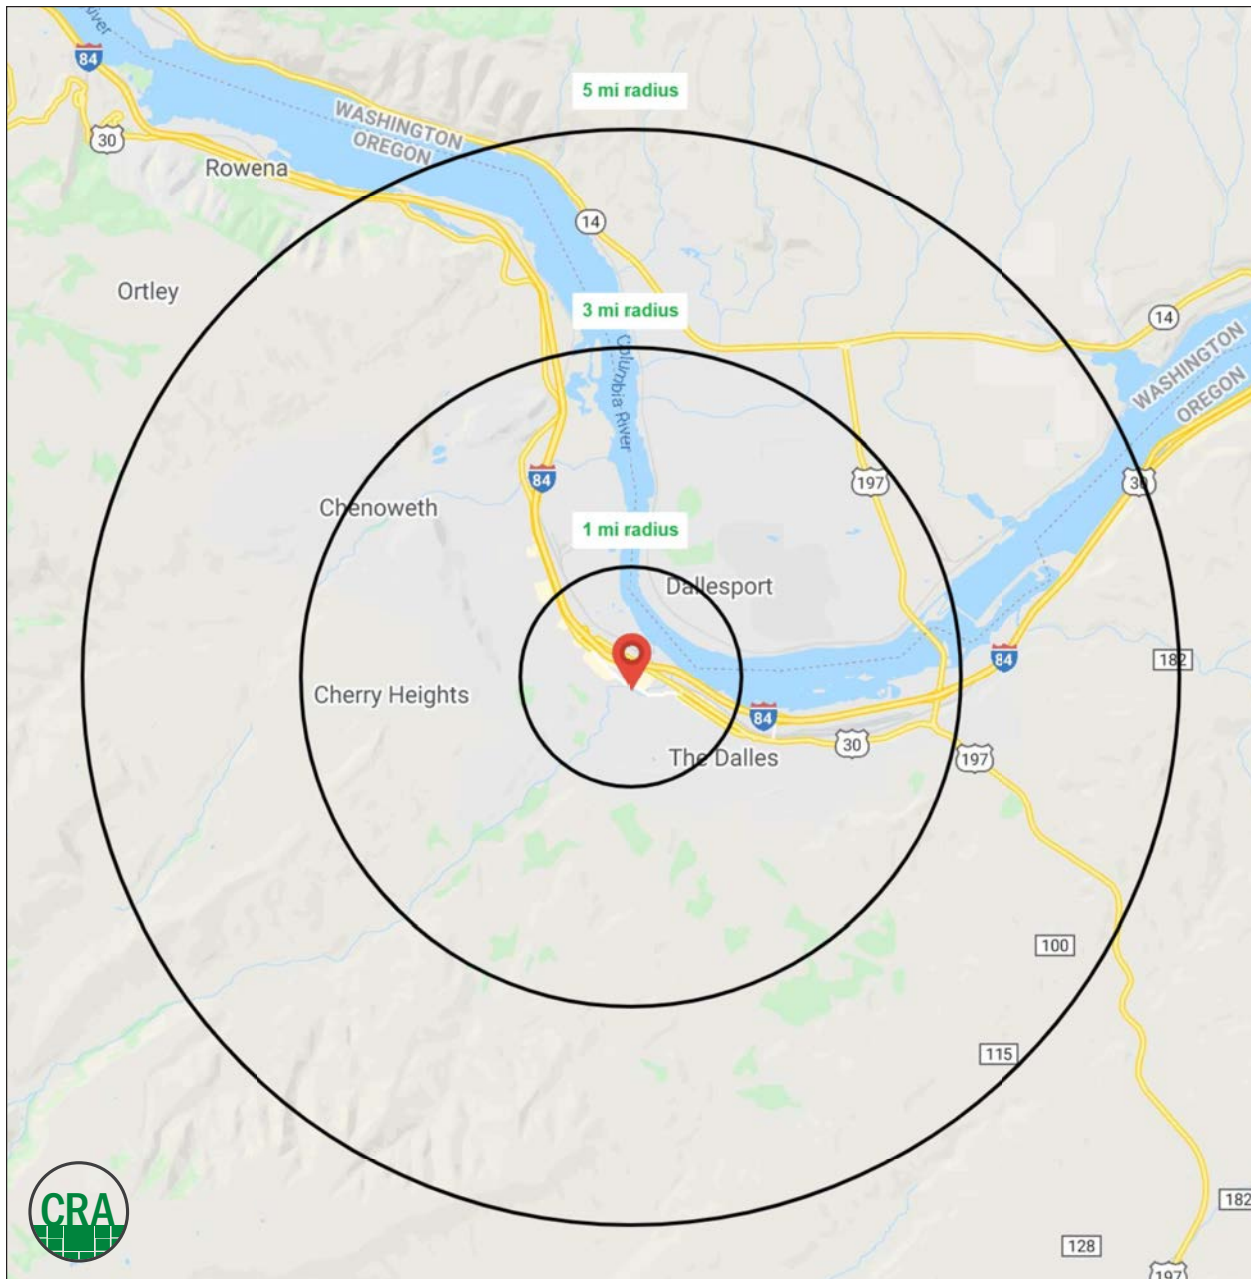 River
84
30
Rowena
WASHINGTON
OREGON
5 mi radius
14
Ortley
3 mi radius
14
WASHINGTON
OREGON
Columbia River
84
197
30
Chenoweth
1 mi radius
Dallesport
84
182
Cherry Heights
84
The Dalles
30
197
100
115
CRA
182
128
197